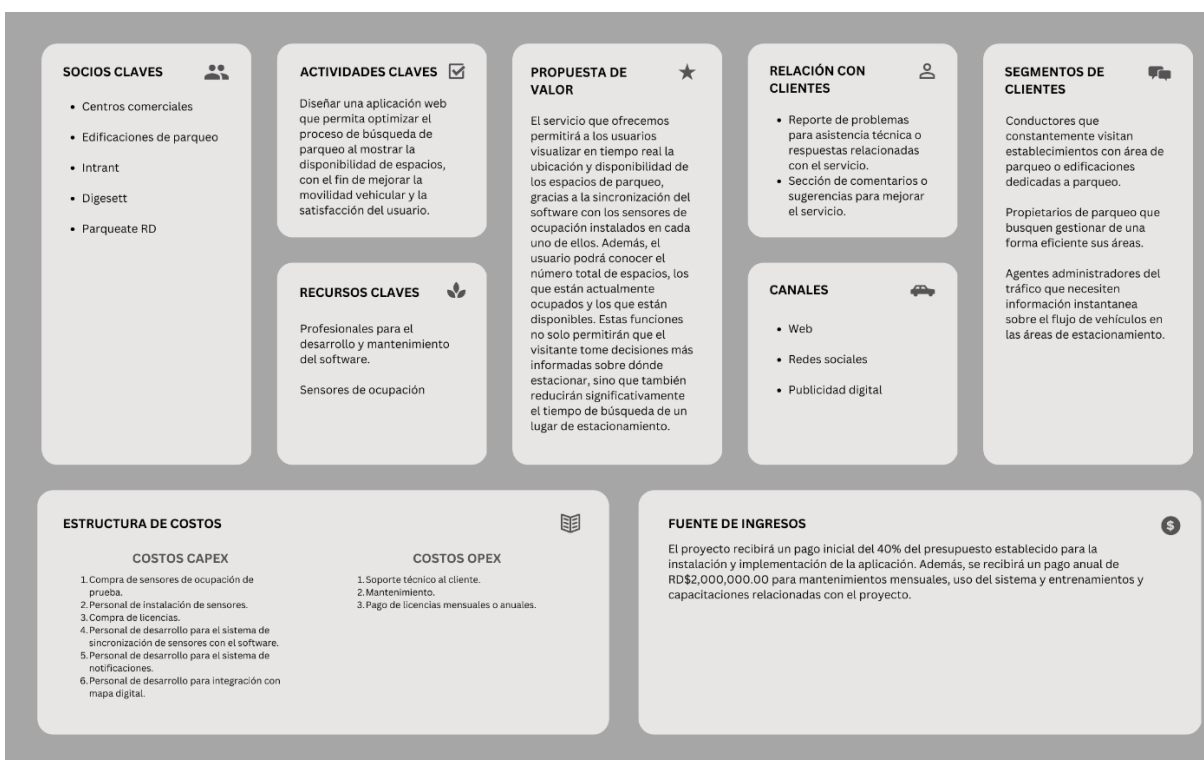 SOCIOS CLAVES
• Centros comerciales
• Edificaciones de parqueo
• Intrant
• Digesett
• Parqueate RD
ACTIVIDADES CLAVES
Diseñar una aplicación web
que permita optimizar el
proceso de búsqueda de
parqueo al mostrar la
disponibilidad de espacios,
con el fin de mejorar la
movilidad vehicular y la
satisfacción del usuario.
RECURSOS CLAVES
Profesionales para el
desarrollo y mantenimiento
del software.
Sensores de ocupación
PROPUESTA DE
VALOR
El servicio que ofrecemos
permitirá a los usuarios
visualizar en tiempo real la
ubicación y disponibilidad de
los espacios de parqueo,
gracias a la sincronización del
software con los sensores de
ocupación instalados en cada
uno de ellos. Además, el
usuario podrá conocer el
número total de espacios, los
que están actualmente
ocupados y los que están
disponibles. Estas funciones
no solo permitirán que el
visitante tome decisiones más
informadas sobre dónde
estacionar, sino que también
reducirán significativamente
el tiempo de búsqueda de un
lugar de estacionamiento.
RELACIÓN CON
CLIENTES
• Reporte de problemas
para asistencia técnica o
respuestas relacionadas
con el servicio.
• Sección de comentarios o
sugerencias para mejorar
el servicio.
CANALES
• Web
• Redes sociales
• Publicidad digital
SEGMENTOS DE
CLIENTES
Conductores que
constantemente visitan
establecimientos con área de
parqueo o edificaciones
dedicadas a parqueo.
Propietarios de parqueo que
busquen gestionar de una
forma eficiente sus áreas.
Agentes administradores del
tráfico que necesiten
información instantanea
sobre el flujo de vehículos en
las áreas de estacionamiento.
ESTRUCTURA DE COSTOS
COSTOS CAPEX
1. Compra de sensores de ocupación de
prueba.
2. Personal de instalación de sensores.
3. Compra de licencias.
4. Personal de desarrollo para el sistema de
sincronización de sensores con el software.
5. Personal de desarrollo para el sistema de
notificaciones.
6. Personal de desarrollo para integración con
mapa digital.
COSTOS OPEX
1. Soporte técnico al cliente.
2. Mantenimiento.
3. Pago de licencias mensuales o anuales.
FUENTE DE INGRESOS
El proyecto recibirá un pago inicial del 40% del presupuesto establecido para la
instalación y implementación de la aplicación. Además, se recibirá un pago anual de
RD$2,000,000.00 para mantenimientos mensuales, uso del sistema y entrenamientos y
capacitaciones relacionadas con el proyecto.